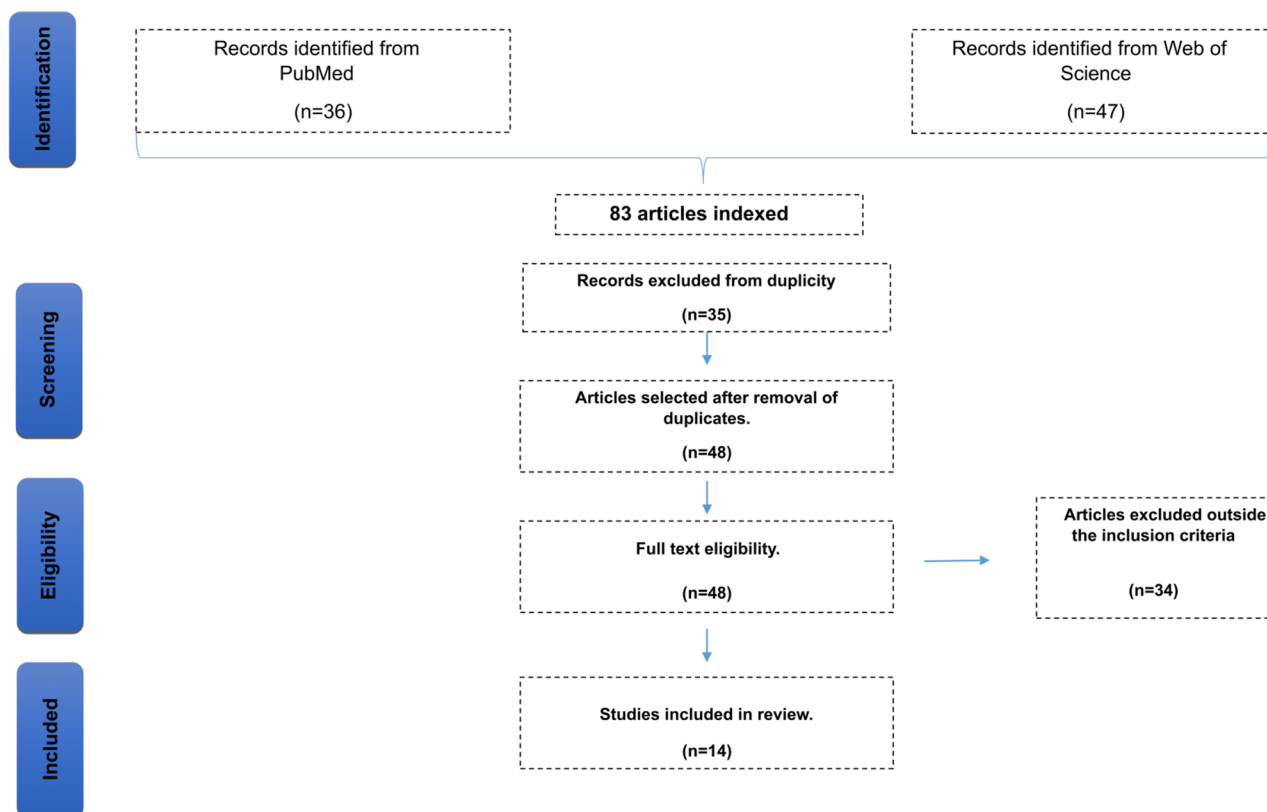 Identification
Records identified from
PubMed
(n=36)
Records identified from Web of
Science
(n=47)
83 articles indexed
Screening
Records excluded from duplicity
(n=35)
Articles selected after removal of
duplicates.
(n=48)
Eligibility
Full text eligibility.
(n=48)
Articles excluded outside
the inclusion criteria
(n=34)
Included
Studies included in review.
(n=14)